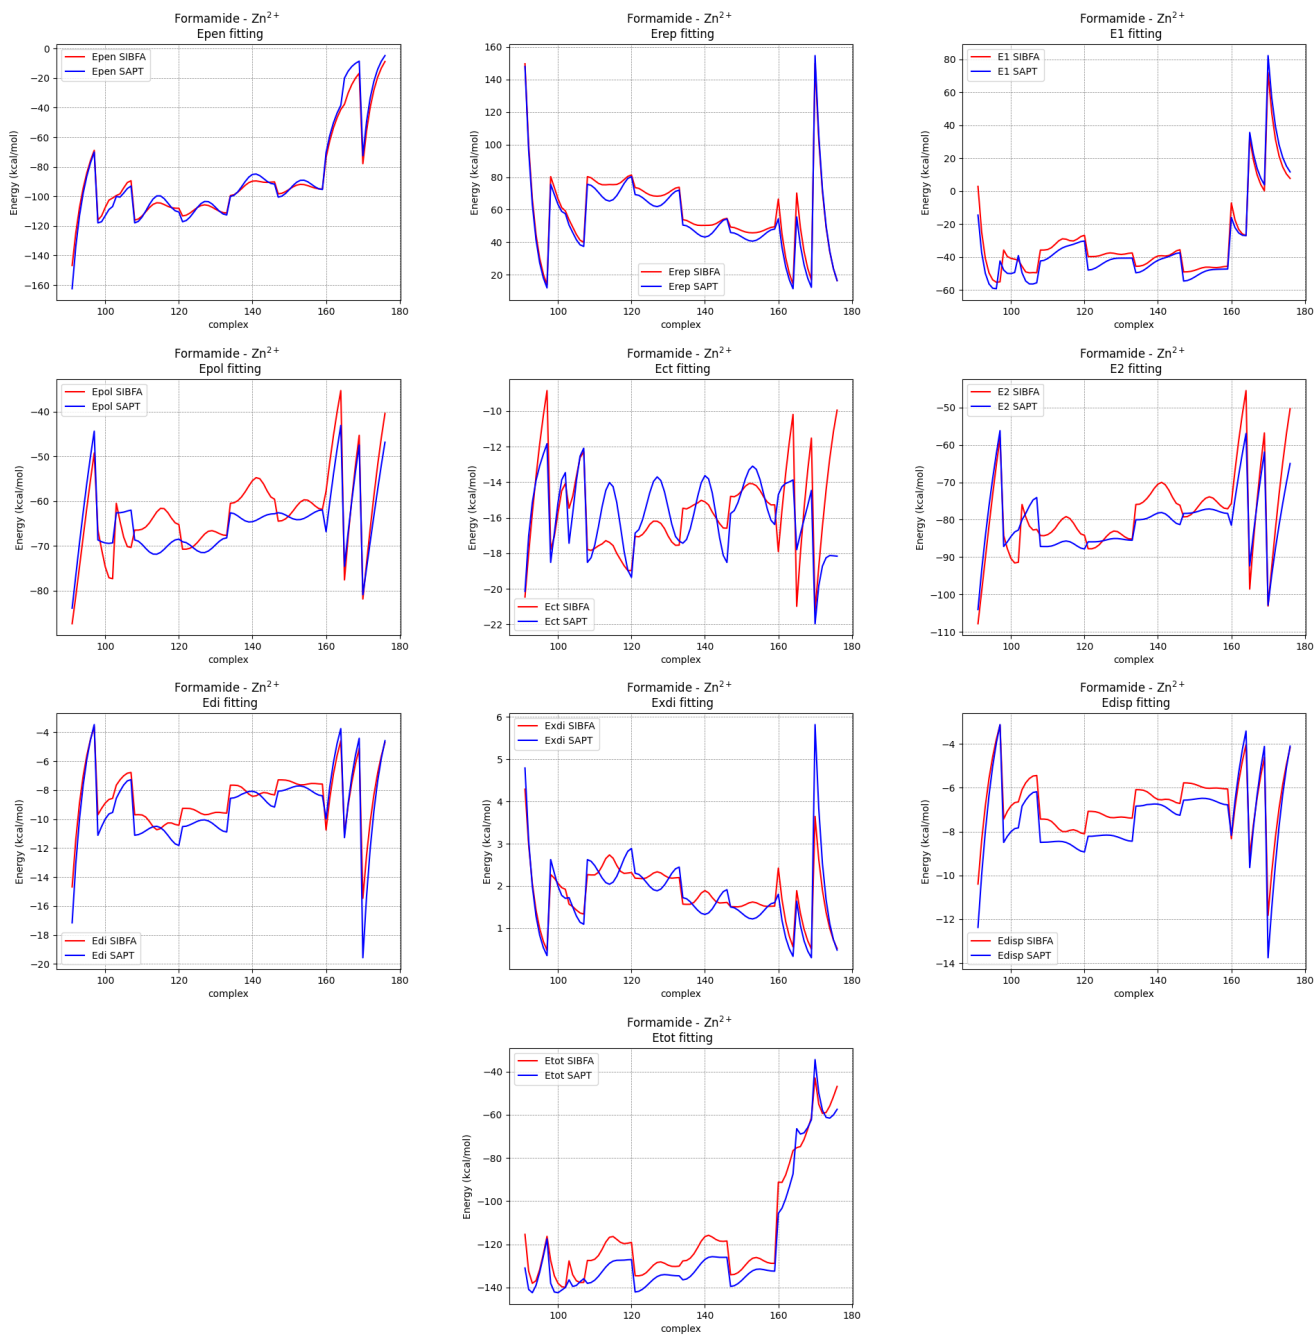 Formamide - Zn²⁺
Epen fitting
Epen SIBFA
Epen SAPT
Energy (kcal/mol)
0
−20
−40
−60
−80
−100
−120
−140
−160
100
120
140
160
180
complex
Formamide - Zn²⁺
Erep fitting
Erep SIBFA
Erep SAPT
Energy (kcal/mol)
160
140
120
100
80
60
40
20
100
120
140
160
180
complex
Formamide - Zn²⁺
E1 fitting
E1 SIBFA
E1 SAPT
Energy (kcal/mol)
80
60
40
20
0
−20
−40
−60
100
120
140
160
180
complex
Formamide - Zn²⁺
Epol fitting
Epol SIBFA
Epol SAPT
Energy (kcal/mol)
−40
−50
−60
−70
−80
100
120
140
160
180
complex
Formamide - Zn²⁺
Ect fitting
Ect SIBFA
Ect SAPT
Energy (kcal/mol)
−10
−12
−14
−16
−18
−20
−22
100
120
140
160
180
complex
Formamide - Zn²⁺
E2 fitting
E2 SIBFA
E2 SAPT
Energy (kcal/mol)
−50
−60
−70
−80
−90
−100
−110
100
120
140
160
180
complex
Formamide - Zn²⁺
Edi fitting
Edi SIBFA
Edi SAPT
Energy (kcal/mol)
−4
−6
−8
−10
−12
−14
−16
−18
−20
100
120
140
160
180
complex
Formamide - Zn²⁺
Exdi fitting
Exdi SIBFA
Exdi SAPT
Energy (kcal/mol)
6
5
4
3
2
1
100
120
140
160
180
complex
Formamide - Zn²⁺
Edisp fitting
Edisp SIBFA
Edisp SAPT
Energy (kcal/mol)
−4
−6
−8
−10
−12
−14
100
120
140
160
180
complex
Formamide - Zn²⁺
Etot fitting
Etot SIBFA
Etot SAPT
Energy (kcal/mol)
−40
−60
−80
−100
−120
−140
100
120
140
160
180
complex